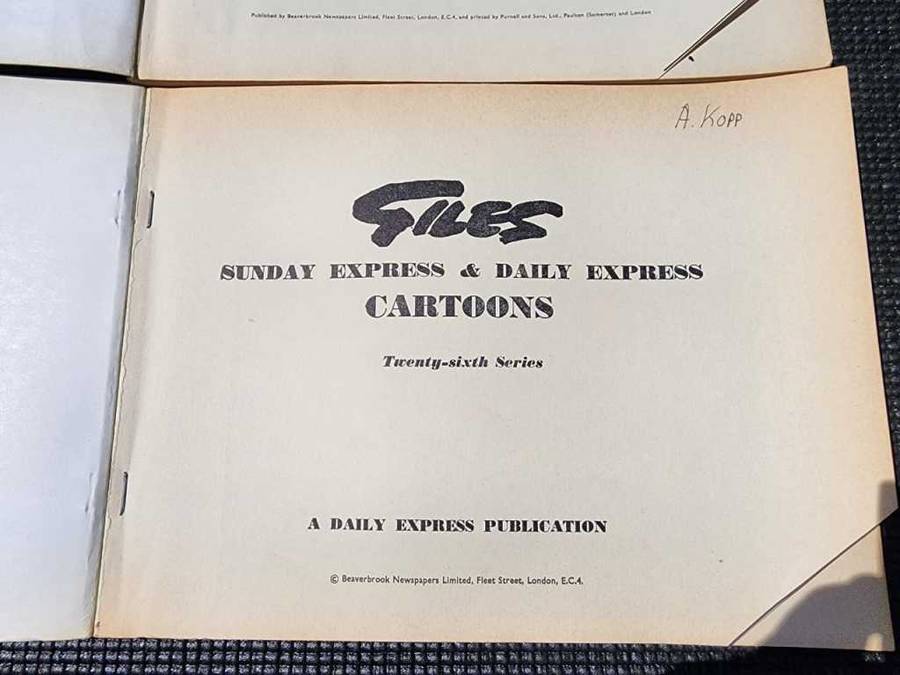 Published by Beaverbrook Newspapers Limited, Fleet Street, London, E.C.4, and printed by Purnell and Sons, Ltd., Paulton (Somerset) and London
A. Kopp
GILES
SUNDAY EXPRESS & DAILY EXPRESS
CARTOONS
Twenty-sixth Series
A DAILY EXPRESS PUBLICATION
© Beaverbrook Newspapers Limited, Fleet Street, London, E.C.4.